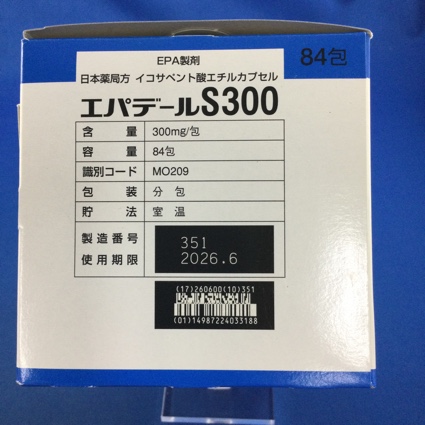 EPA製剤
84包
日本薬局方 イコサペント酸エチルカプセル
エパデールS300
含量 300mg/包
容量 84包
識別コード MO209
包装 分包
貯法 室温
製造番号 351
使用期限 2026.6
(17)260600(10)351
(01)14987224033188